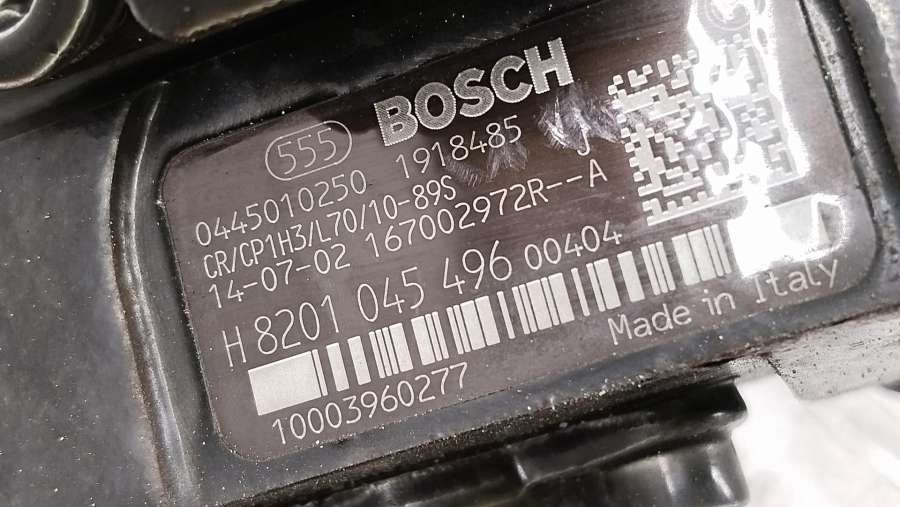 BOSCH
555
0445010250 1918485 J
CR/CP1H3/L70/10-89S
14-07-02 167002972R--A
H 8201 045 496 00404
10003960277
Made in Italy